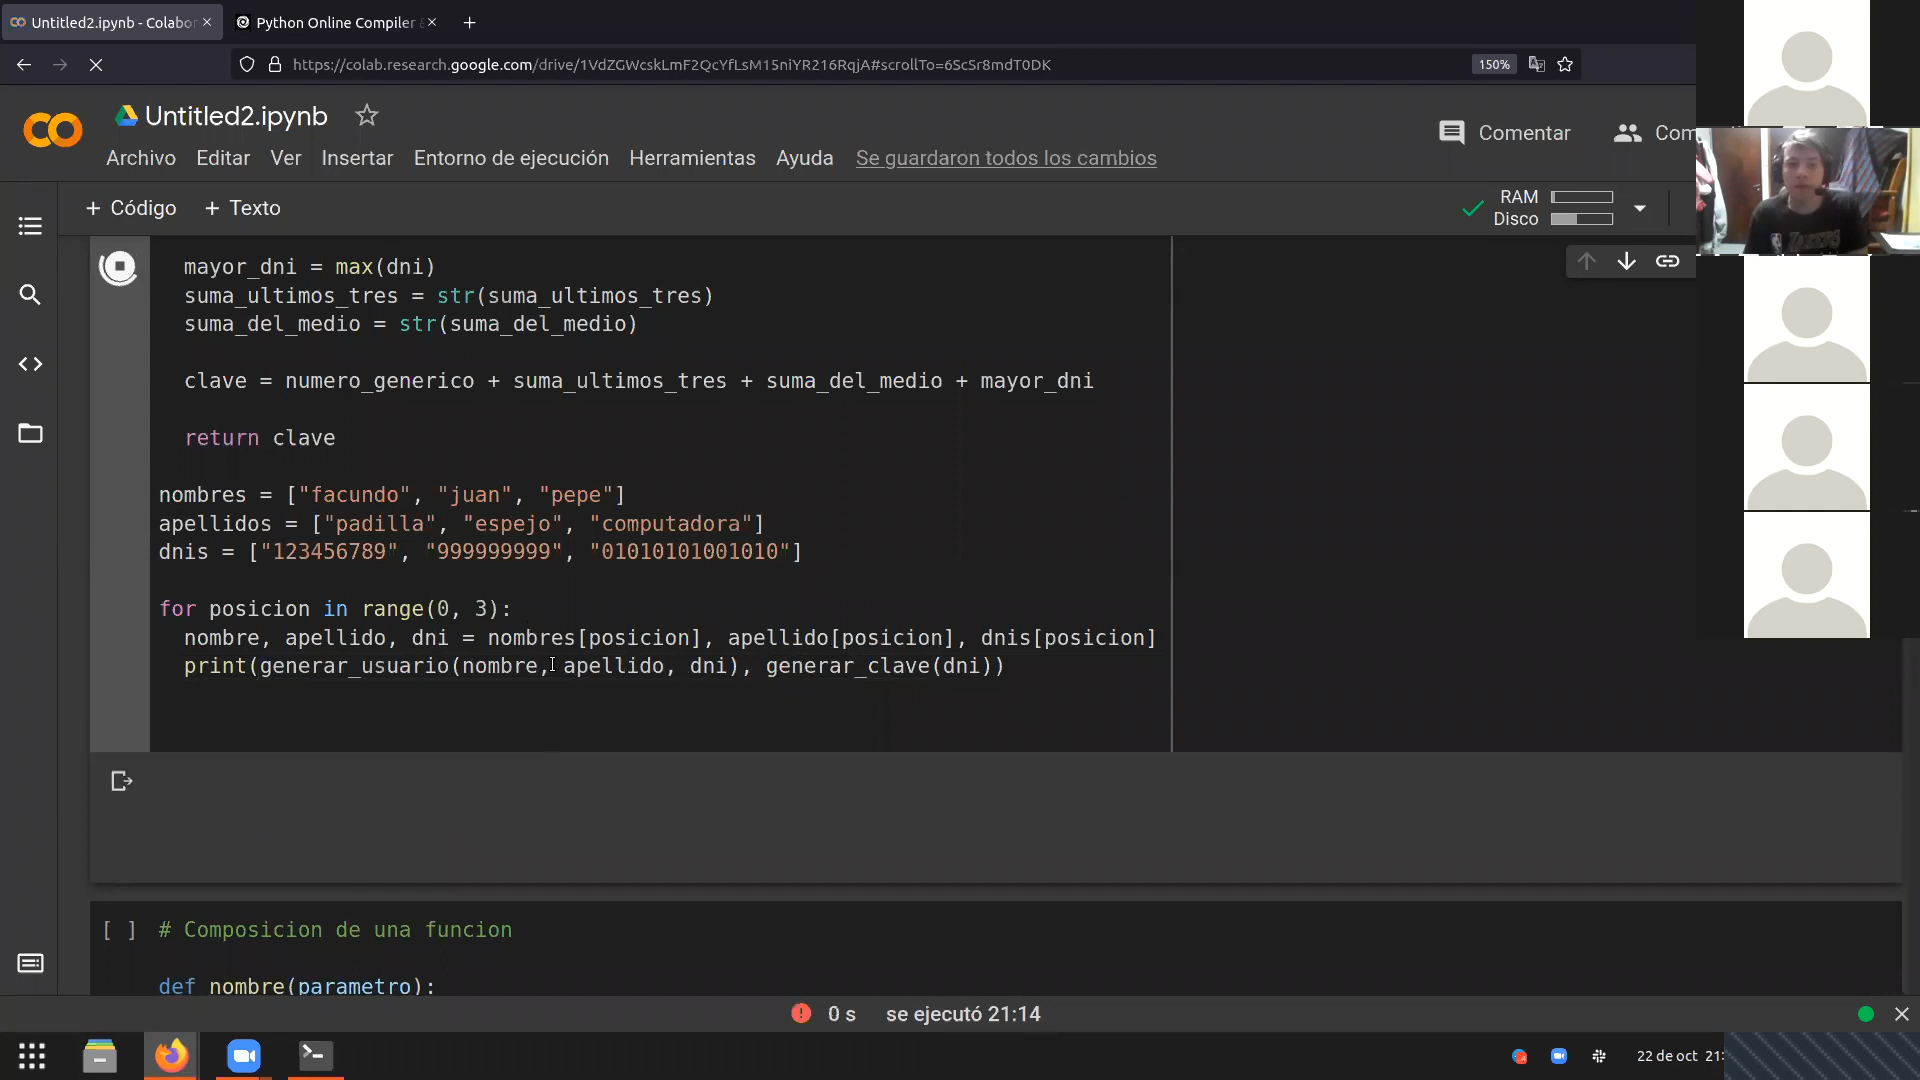 Untitled2.ipynb - Colabor
Python Online Compiler
https://colab.research.google.com/drive/1VdZGWcskLmF2QcYfLsM15niYR216RqjA#scrollTo=6ScSr8mdT0DK
150%
Untitled2.ipynb
Comentar
Com
Archivo Editar Ver Insertar Entorno de ejecución Herramientas Ayuda Se guardaron todos los cambios
+ Código + Texto
RAM
Disco
mayor_dni = max(dni)
suma_ultimos_tres = str(suma_ultimos_tres)
suma_del_medio = str(suma_del_medio)
clave = numero_generico + suma_ultimos_tres + suma_del_medio + mayor_dni
return clave
nombres = ["facundo", "juan", "pepe"]
apellidos = ["padilla", "espejo", "computadora"]
dnis = ["123456789", "999999999", "01010101001010"]
for posicion in range(0, 3):
nombre, apellido, dni = nombres[posicion], apellido[posicion], dnis[posicion]
print(generar_usuario(nombre, apellido, dni), generar_clave(dni))
[ ] # Composicion de una funcion
def nombre(parametro):
0 s se ejecutó 21:14
22 de oct 21: